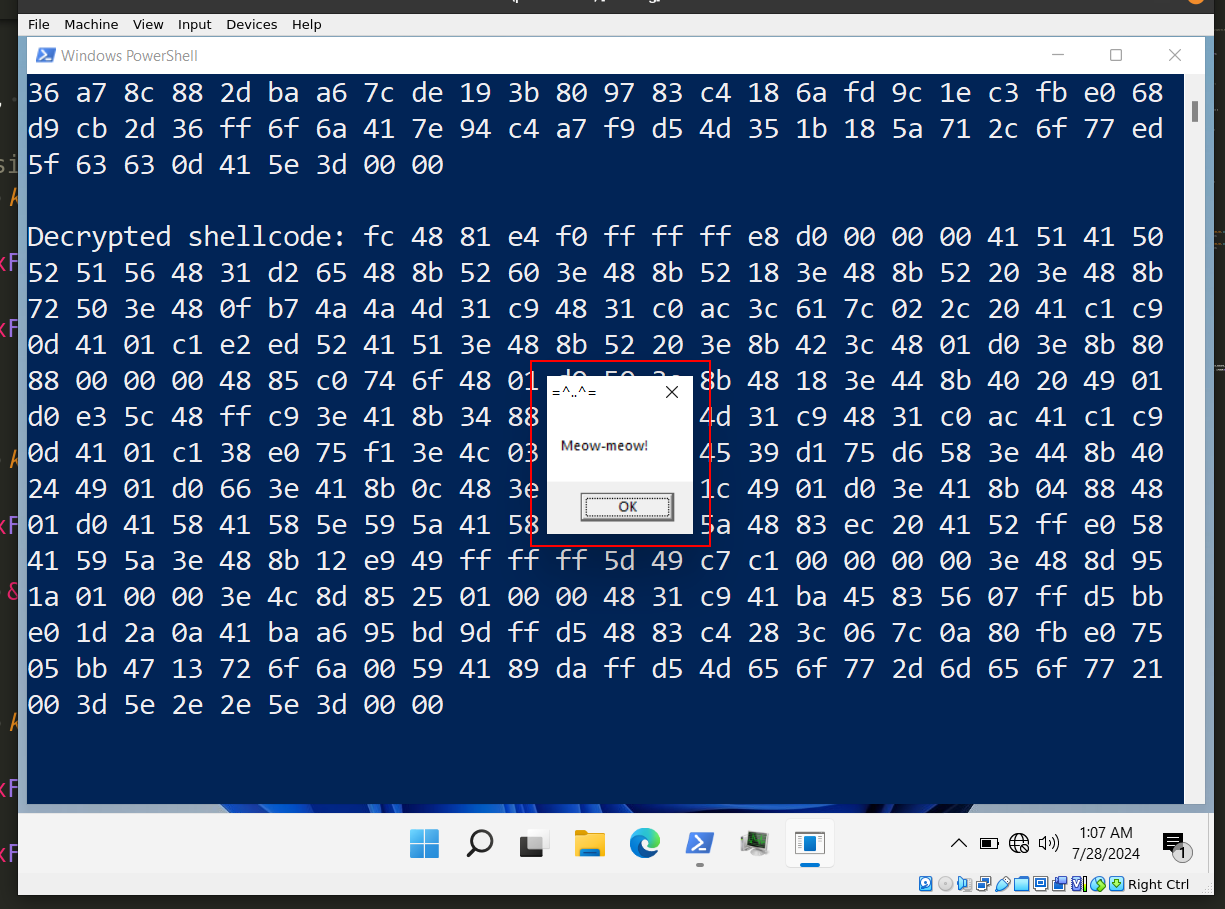 File Machine View Input Devices Help
Windows PowerShell
36 a7 8c 88 2d ba a6 7c de 19 3b 80 97 83 c4 18 6a fd 9c 1e c3 fb e0 68
d9 cb 2d 36 ff 6f 6a 41 7e 94 c4 a7 f9 d5 4d 35 1b 18 5a 71 2c 6f 77 ed
5f 63 63 0d 41 5e 3d 00 00
Decrypted shellcode: fc 48 81 e4 f0 ff ff ff e8 d0 00 00 00 41 51 41 50
52 51 56 48 31 d2 65 48 8b 52 60 3e 48 8b 52 18 3e 48 8b 52 20 3e 48 8b
72 50 3e 48 0f b7 4a 4a 4d 31 c9 48 31 c0 ac 3c 61 7c 02 2c 20 41 c1 c9
0d 41 01 c1 e2 ed 52 41 51 3e 48 8b 52 20 3e 8b 42 3c 48 01 d0 3e 8b 80
88 00 00 00 48 85 c0 74 6f 48 01 8b 48 18 3e 44 8b 40 20 49 01
d0 e3 5c 48 ff c9 3e 41 8b 34 88 4d 31 c9 48 31 c0 ac 41 c1 c9
0d 41 01 c1 38 e0 75 f1 3e 4c 03 45 39 d1 75 d6 58 3e 44 8b 40
24 49 01 d0 66 3e 41 8b 0c 48 3e 1c 49 01 d0 3e 41 8b 04 88 48
01 d0 41 58 41 58 5e 59 5a 41 58 5a 48 83 ec 20 41 52 ff e0 58
41 59 5a 3e 48 8b 12 e9 49 ff ff ff 5d 49 c7 c1 00 00 00 00 3e 48 8d 95
1a 01 00 00 3e 4c 8d 85 25 01 00 00 48 31 c9 41 ba 45 83 56 07 ff d5 bb
e0 1d 2a 0a 41 ba a6 95 bd 9d ff d5 48 83 c4 28 3c 06 7c 0a 80 fb e0 75
05 bb 47 13 72 6f 6a 00 59 41 89 da ff d5 4d 65 6f 77 2d 6d 65 6f 77 21
00 3d 5e 2e 2e 5e 3d 00 00
=^..^=
Meow-meow!
OK
1:07 AM
7/28/2024
1
Right Ctrl